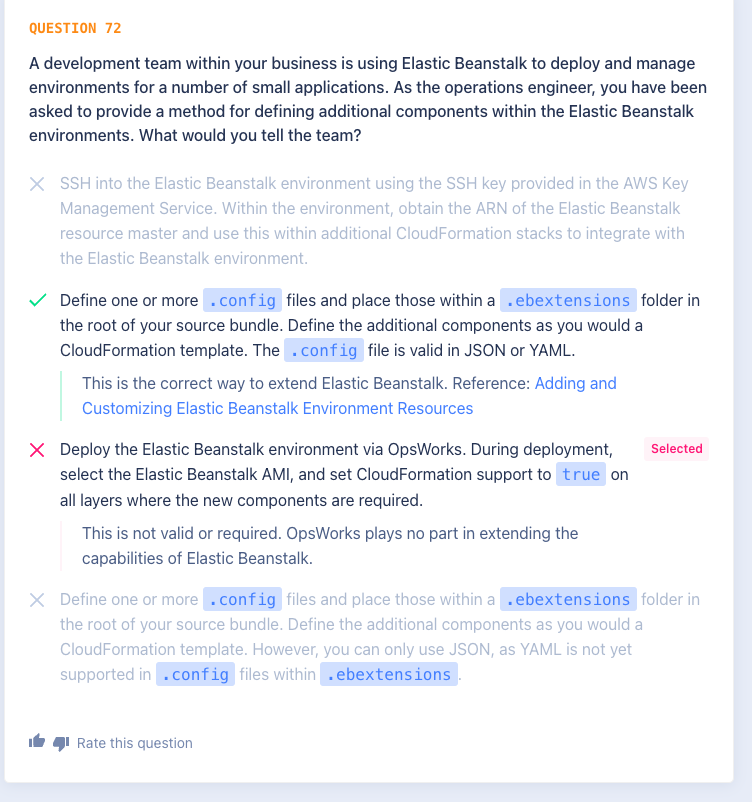 QUESTION 72
A development team within your business is using Elastic Beanstalk to deploy and manage
environments for a number of small applications. As the operations engineer, you have been
asked to provide a method for defining additional components within the Elastic Beanstalk
environments. What would you tell the team?
SSH into the Elastic Beanstalk environment using the SSH key provided in the AWS Key
Management Service. Within the environment, obtain the ARN of the Elastic Beanstalk
resource master and use this within additional CloudFormation stacks to integrate with
the Elastic Beanstalk environment.
Define one or more .config files and place those within a .ebextensions folder in
the root of your source bundle. Define the additional components as you would a
CloudFormation template. The .config file is valid in JSON or YAML.
This is the correct way to extend Elastic Beanstalk. Reference: Adding and
Customizing Elastic Beanstalk Environment Resources
Deploy the Elastic Beanstalk environment via OpsWorks. During deployment, Selected
select the Elastic Beanstalk AMI, and set CloudFormation support to true on
all layers where the new components are required.
This is not valid or required. OpsWorks plays no part in extending the
capabilities of Elastic Beanstalk.
Define one or more .config files and place those within a .ebextensions folder in
the root of your source bundle. Define the additional components as you would a
CloudFormation template. However, you can only use JSON, as YAML is not yet
supported in .config files within .ebextensions.
Rate this question